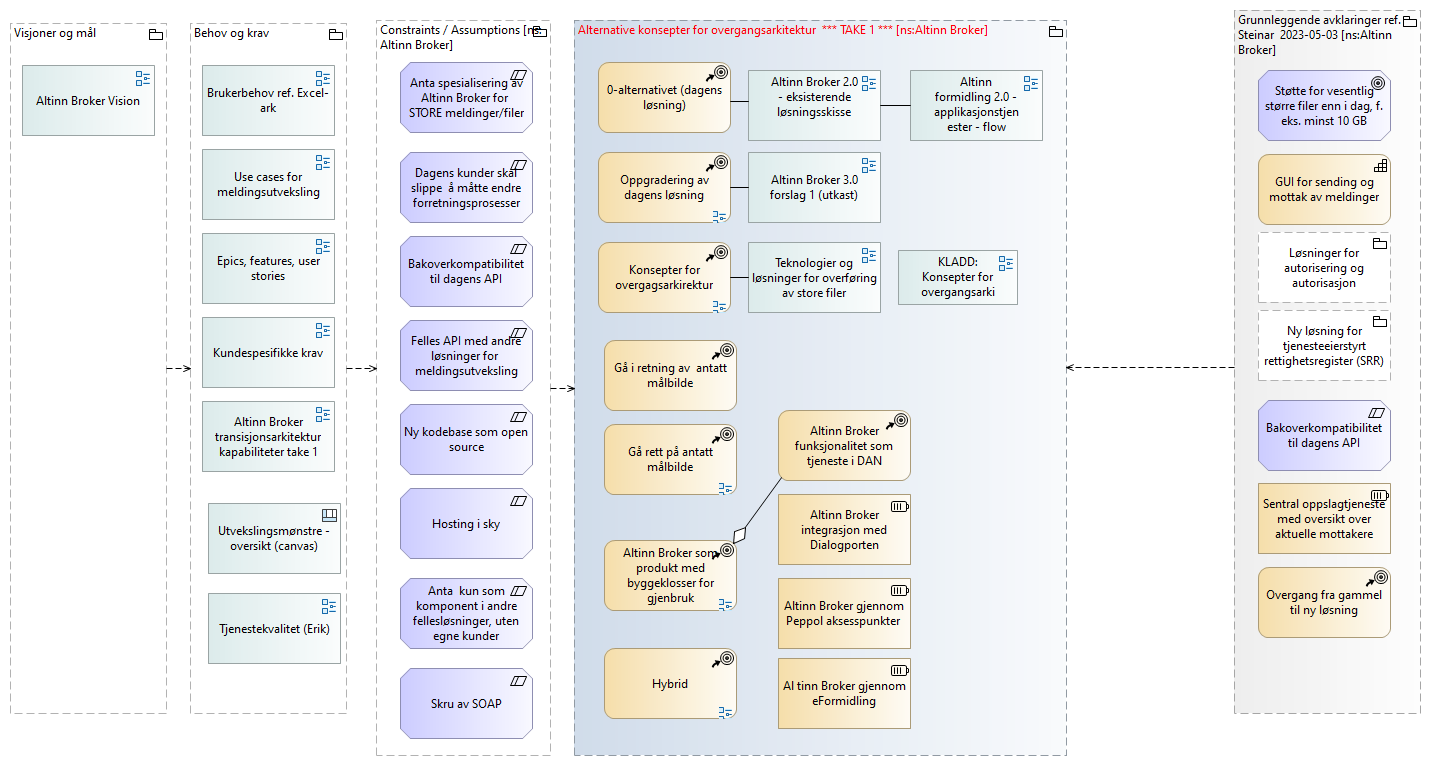 Visjoner og mål
Altinn Broker Vision
Behov og krav
Brukerbehov ref. Excel-
ark
Use cases for
meldingsutveksling
Epics, features, user
stories
Kundespesifikke krav
Altinn Broker
transisjonsarkitektur
kapabiliteter take 1
Utvekslingsmønstre -
oversikt (canvas)
Tjenestekvalitet (Erik)
Constraints / Assumptions [ns:
Altinn Broker]
Anta spesialisering av
Altinn Broker for
STORE meldinger/filer
Dagens kunder skal
slippe å måtte endre
forretningsprosesser
Bakoverkompatibilitet
til dagens API
Felles API med andre
løsninger for
meldingsutveksling
Ny kodebase som open
source
Hosting i sky
Anta kun som
komponent i andre
fellesløsninger, uten
egne kunder
Skru av SOAP
Alternative konsepter for overgangsarkitektur *** TAKE 1 *** [ns:Altinn Broker]
0-alternativet (dagens
løsning)
Altinn Broker 2.0
- eksisterende
løsningsskisse
Altinn
formidling 2.0 -
applikasjonstjen
ester - flow
Oppgradering av
dagens løsning
Altinn Broker 3.0
forslag 1 (utkast)
Konsepter for
overgagsarkirektur
Teknologier og
løsninger for overføring
av store filer
KLADD:
Konsepter for
overgangsarki
Gå i retning av antatt
målbilde
Gå rett på antatt
målbilde
Altinn Broker
funksjonalitet som
tjeneste i DAN
Altinn Broker
integrasjon med
Dialogporten
Altinn Broker som
produkt med
byggeklosser for
gjenbruk
Altinn Broker gjennom
Peppol aksesspunkter
Hybrid
Al tinn Broker gjennom
eFormidling
Grunnleggende avklaringer ref.
Steinar 2023-05-03 [ns:Altinn
Broker]
Støtte for vesentlig
større filer enn i dag, f.
eks. minst 10 GB
GUI for sending og
mottak av meldinger
Løsninger for
autorisering og
autorisasjon
Ny løsning for
tjenesteeierstyrt
rettighetsregister (SRR)
Bakoverkompatibilitet
til dagens API
Sentral oppslagtjeneste
med oversikt over
aktuelle mottakere
Overgang fra gammel
til ny løsning